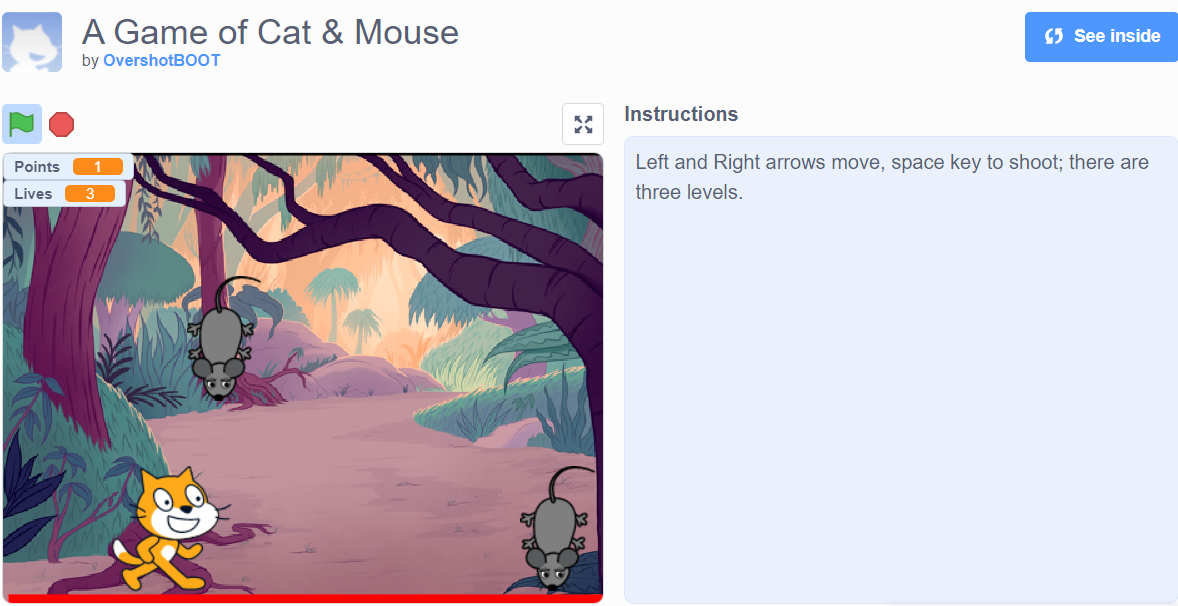 A Game of Cat & Mouse
by OvershotBOOT
See inside
Instructions
Points 1
Lives 3
Left and Right arrows move, space key to shoot; there are
three levels.